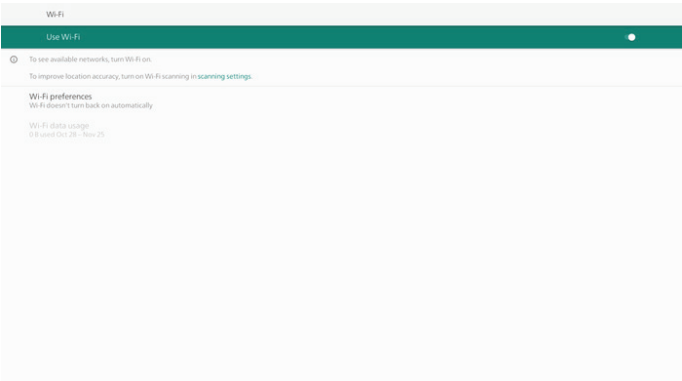 Wi-Fi
Use Wi-Fi
To see available networks, turn Wi-Fi on.
To improve location accuracy, turn on Wi-Fi scanning in scanning settings.
Wi-Fi preferences
Wi-Fi doesn't turn back on automatically
Wi-Fi data usage
0 B used Oct 28 – Nov 25